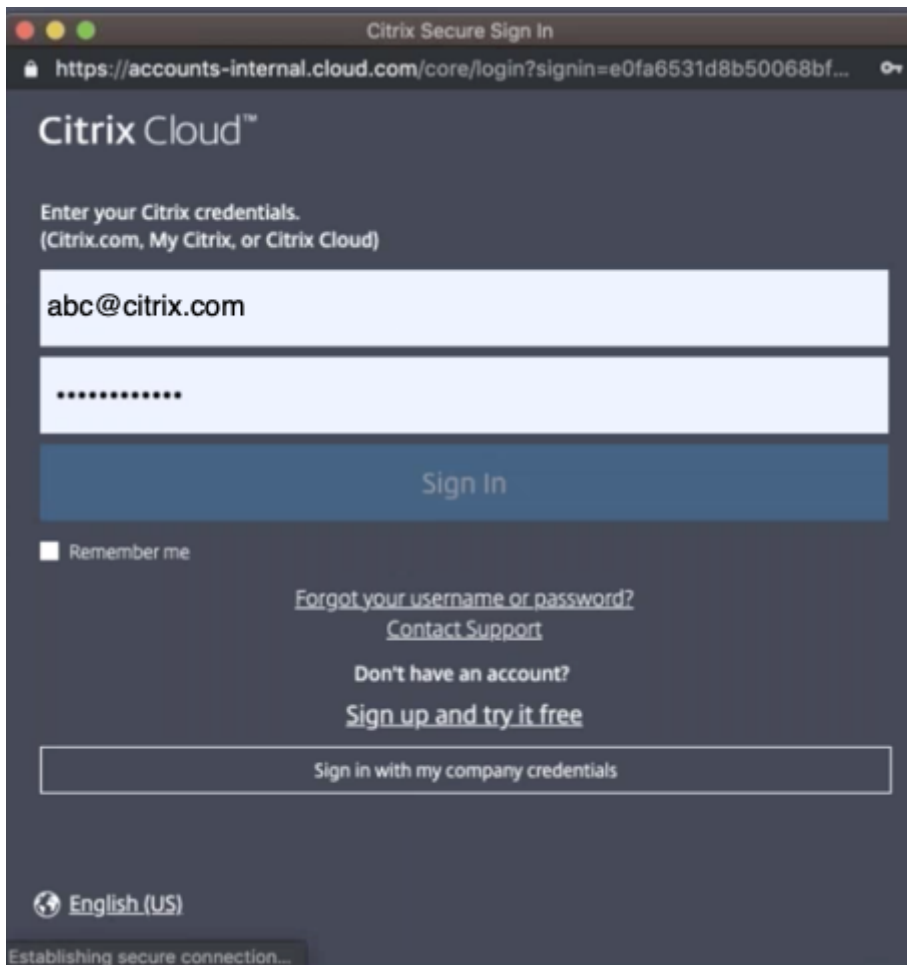 Citrix Secure Sign In
https://accounts-internal.cloud.com/core/login?signin=e0fa6531d8b50068bf...
Citrix Cloud™
Enter your Citrix credentials.
(Citrix.com, My Citrix, or Citrix Cloud)
abc@citrix.com
••••••••••••
Sign In
Remember me
Forgot your username or password?
Contact Support
Don't have an account?
Sign up and try it free
Sign in with my company credentials
English (US)
Establishing secure connection...